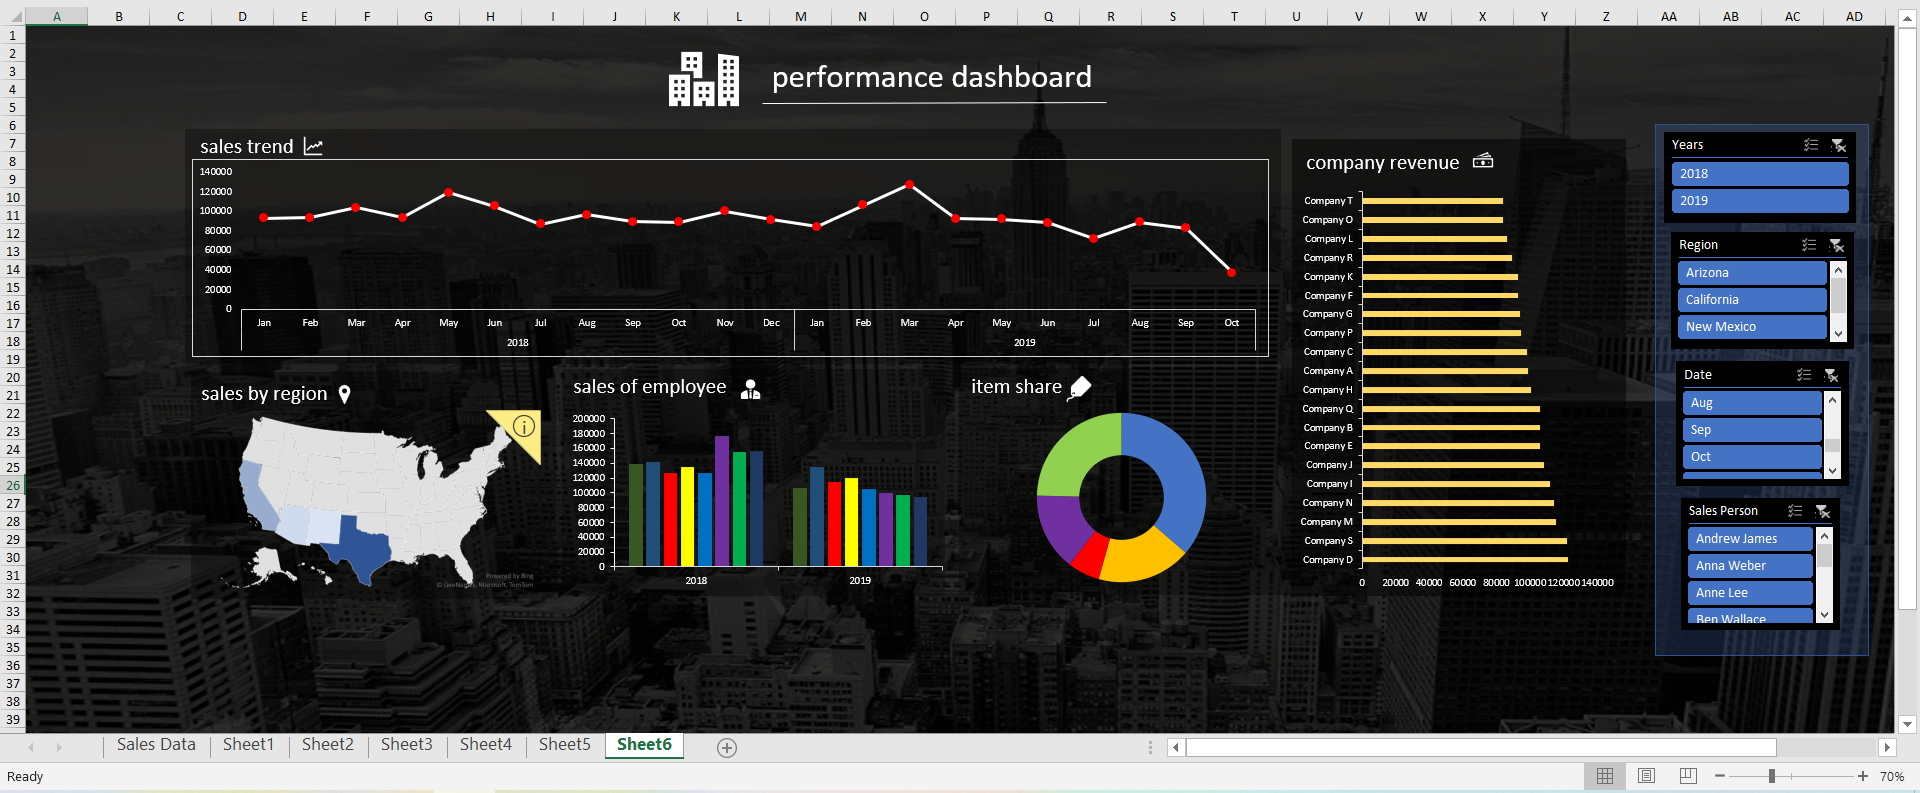 A B C D E F G H I J K L M N O P Q R S T U V W X Y Z AA AB AC AD
1
2
3
4
5
6
7
8
9
10
11
12
13
14
15
16
17
18
19
20
21
22
23
24
25
26
27
28
29
30
31
32
33
34
35
36
37
38
39
performance dashboard
sales trend
140000
120000
100000
80000
60000
40000
20000
0
Jan Feb Mar Apr May Jun Jul Aug Sep Oct Nov Dec Jan Feb Mar Apr May Jun Jul Aug Sep Oct
2018 2019
sales by region
Powered by Bing
© GeoNames, Microsoft, TomTom
sales of employee
200000
180000
160000
140000
120000
100000
80000
60000
40000
20000
0
2018 2019
item share
company revenue
Company T
Company O
Company L
Company R
Company K
Company F
Company G
Company P
Company C
Company A
Company H
Company Q
Company B
Company E
Company J
Company I
Company N
Company M
Company S
Company D
0 20000 40000 60000 80000 100000 120000 140000
Years
2018
2019
Region
Arizona
California
New Mexico
Date
Aug
Sep
Oct
Sales Person
Andrew James
Anna Weber
Anne Lee
Ben Wallace
Sales Data Sheet1 Sheet2 Sheet3 Sheet4 Sheet5 Sheet6
Ready
70%